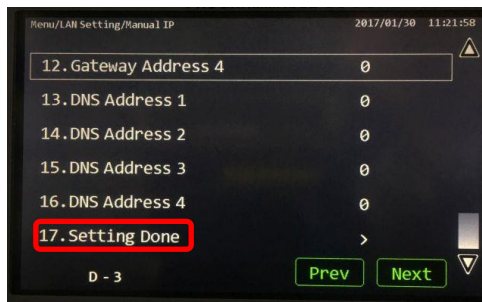 Menu/LAN Setting/Manual IP 2017/01/30 11:21:58
12.Gateway Address 4 0
13.DNS Address 1 0
14.DNS Address 2 0
15.DNS Address 3 0
16.DNS Address 4 0
17.Setting Done >
D-3 Prev Next